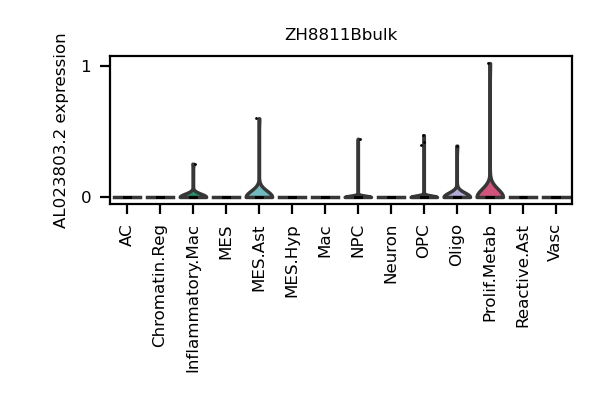 ZH8811Bbulk
AL023803.2 expression
1
0
AC
Chromatin.Reg
Inflammatory.Mac
MES
MES.Ast
MES.Hyp
Mac
NPC
Neuron
OPC
Oligo
Prolif.Metab
Reactive.Ast
Vasc